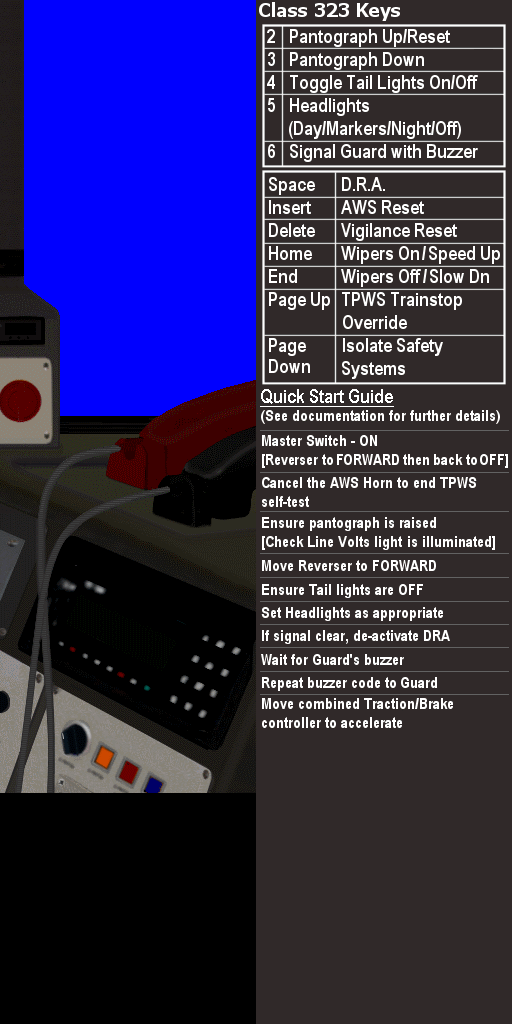 Class 323 Keys
2 Pantograph Up/Reset
3 Pantograph Down
4 Toggle Tail Lights On/Off
5 Headlights
(Day/Markers/Night/Off)
6 Signal Guard with Buzzer
Space D.R.A.
Insert AWS Reset
Delete Vigilance Reset
Home Wipers On/Speed Up
End Wipers Off/Slow Dn
Page Up TPWS Trainstop
Override
Page Isolate Safety
Down Systems
Quick Start Guide
(See documentation for further details)
Master Switch - ON
[Reverser to FORWARD then back to OFF]
Cancel the AWS Horn to end TPWS
self-test
Ensure pantograph is raised
[Check Line Volts light is illuminated]
Move Reverser to FORWARD
Ensure Tail lights are OFF
Set Headlights as appropriate
If signal clear, de-activate DRA
Wait for Guard's buzzer
Repeat buzzer code to Guard
Move combined Traction/Brake
controller to accelerate